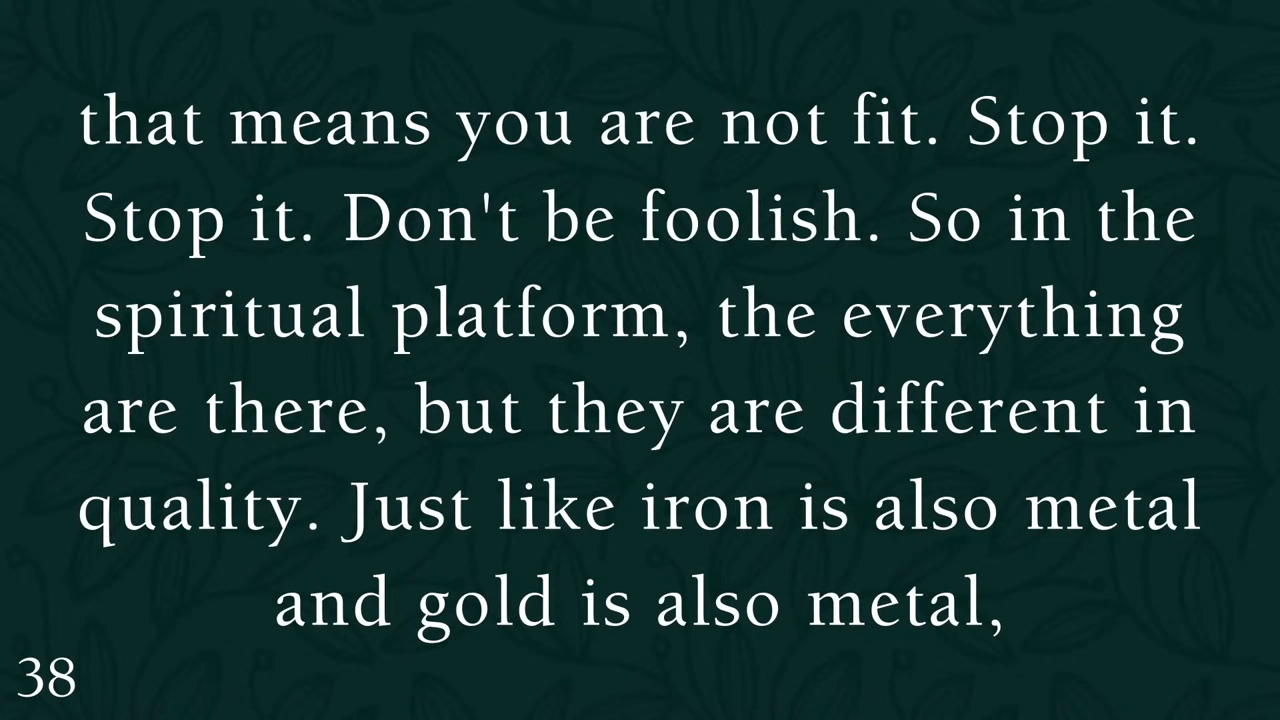 that means you are not fit. Stop it.
Stop it. Don't be foolish. So in the
spiritual platform, the everything
are there, but they are different in
quality. Just like iron is also metal
and gold is also metal,
38